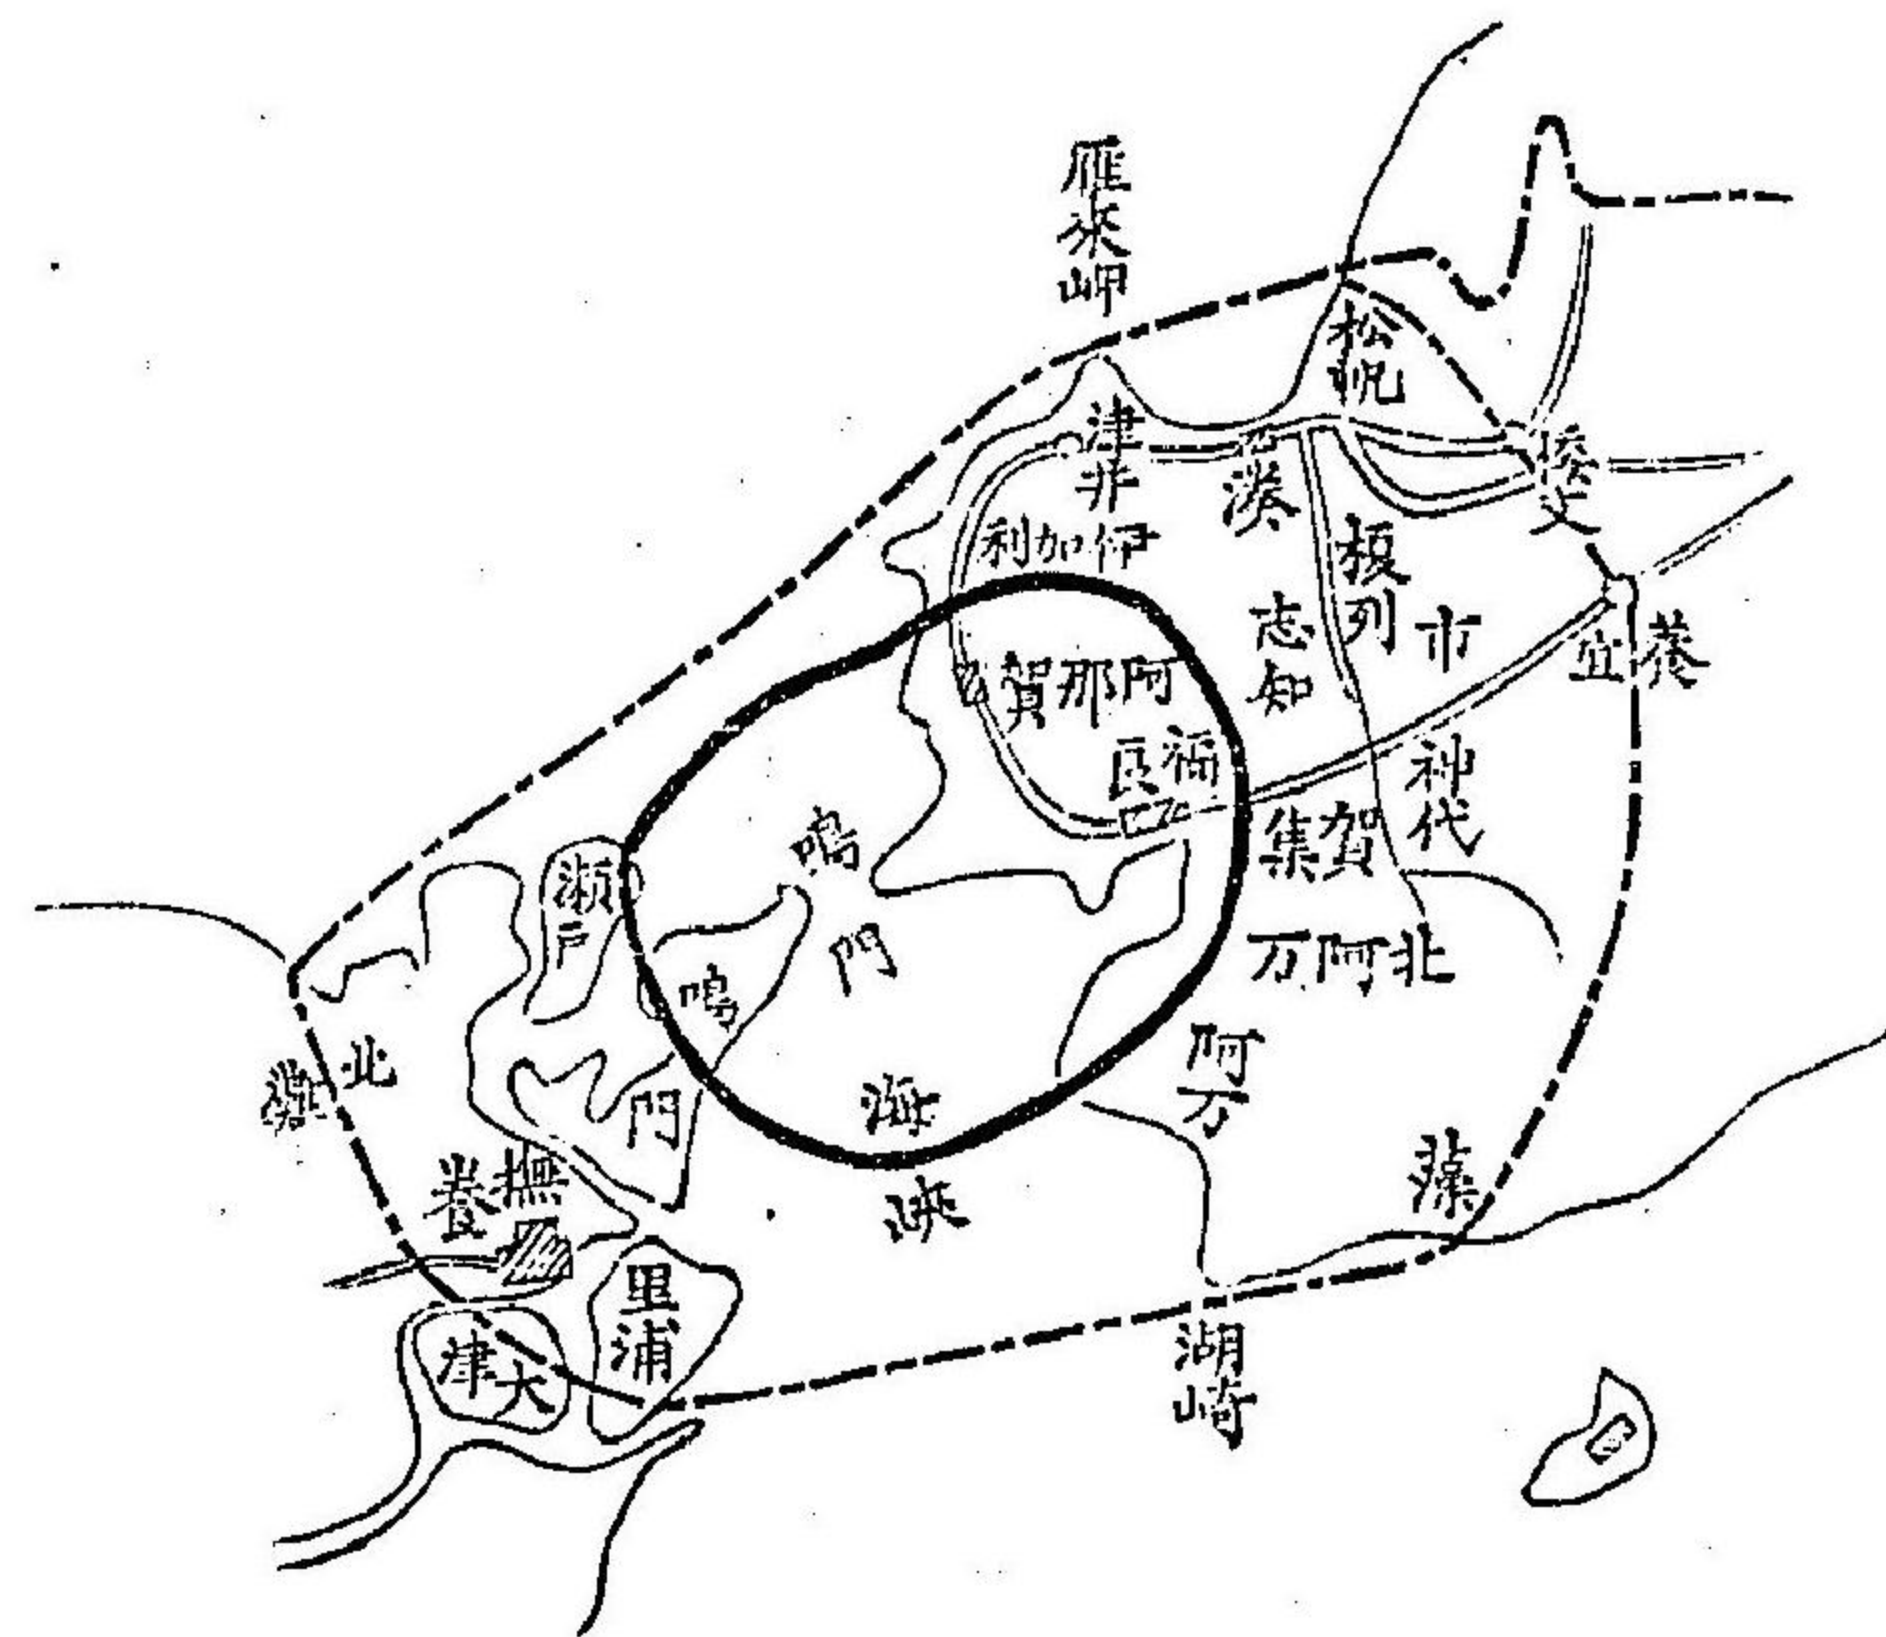 雁来岬
松帆
津井
湊
伊加利
榎列
志知
市
養宜
阿那賀
福良
神代
賀集
北阿万
阿万
鳴門海峡
瀬戸
鳴門
北灘
撫養
里浦
大津
湖崎